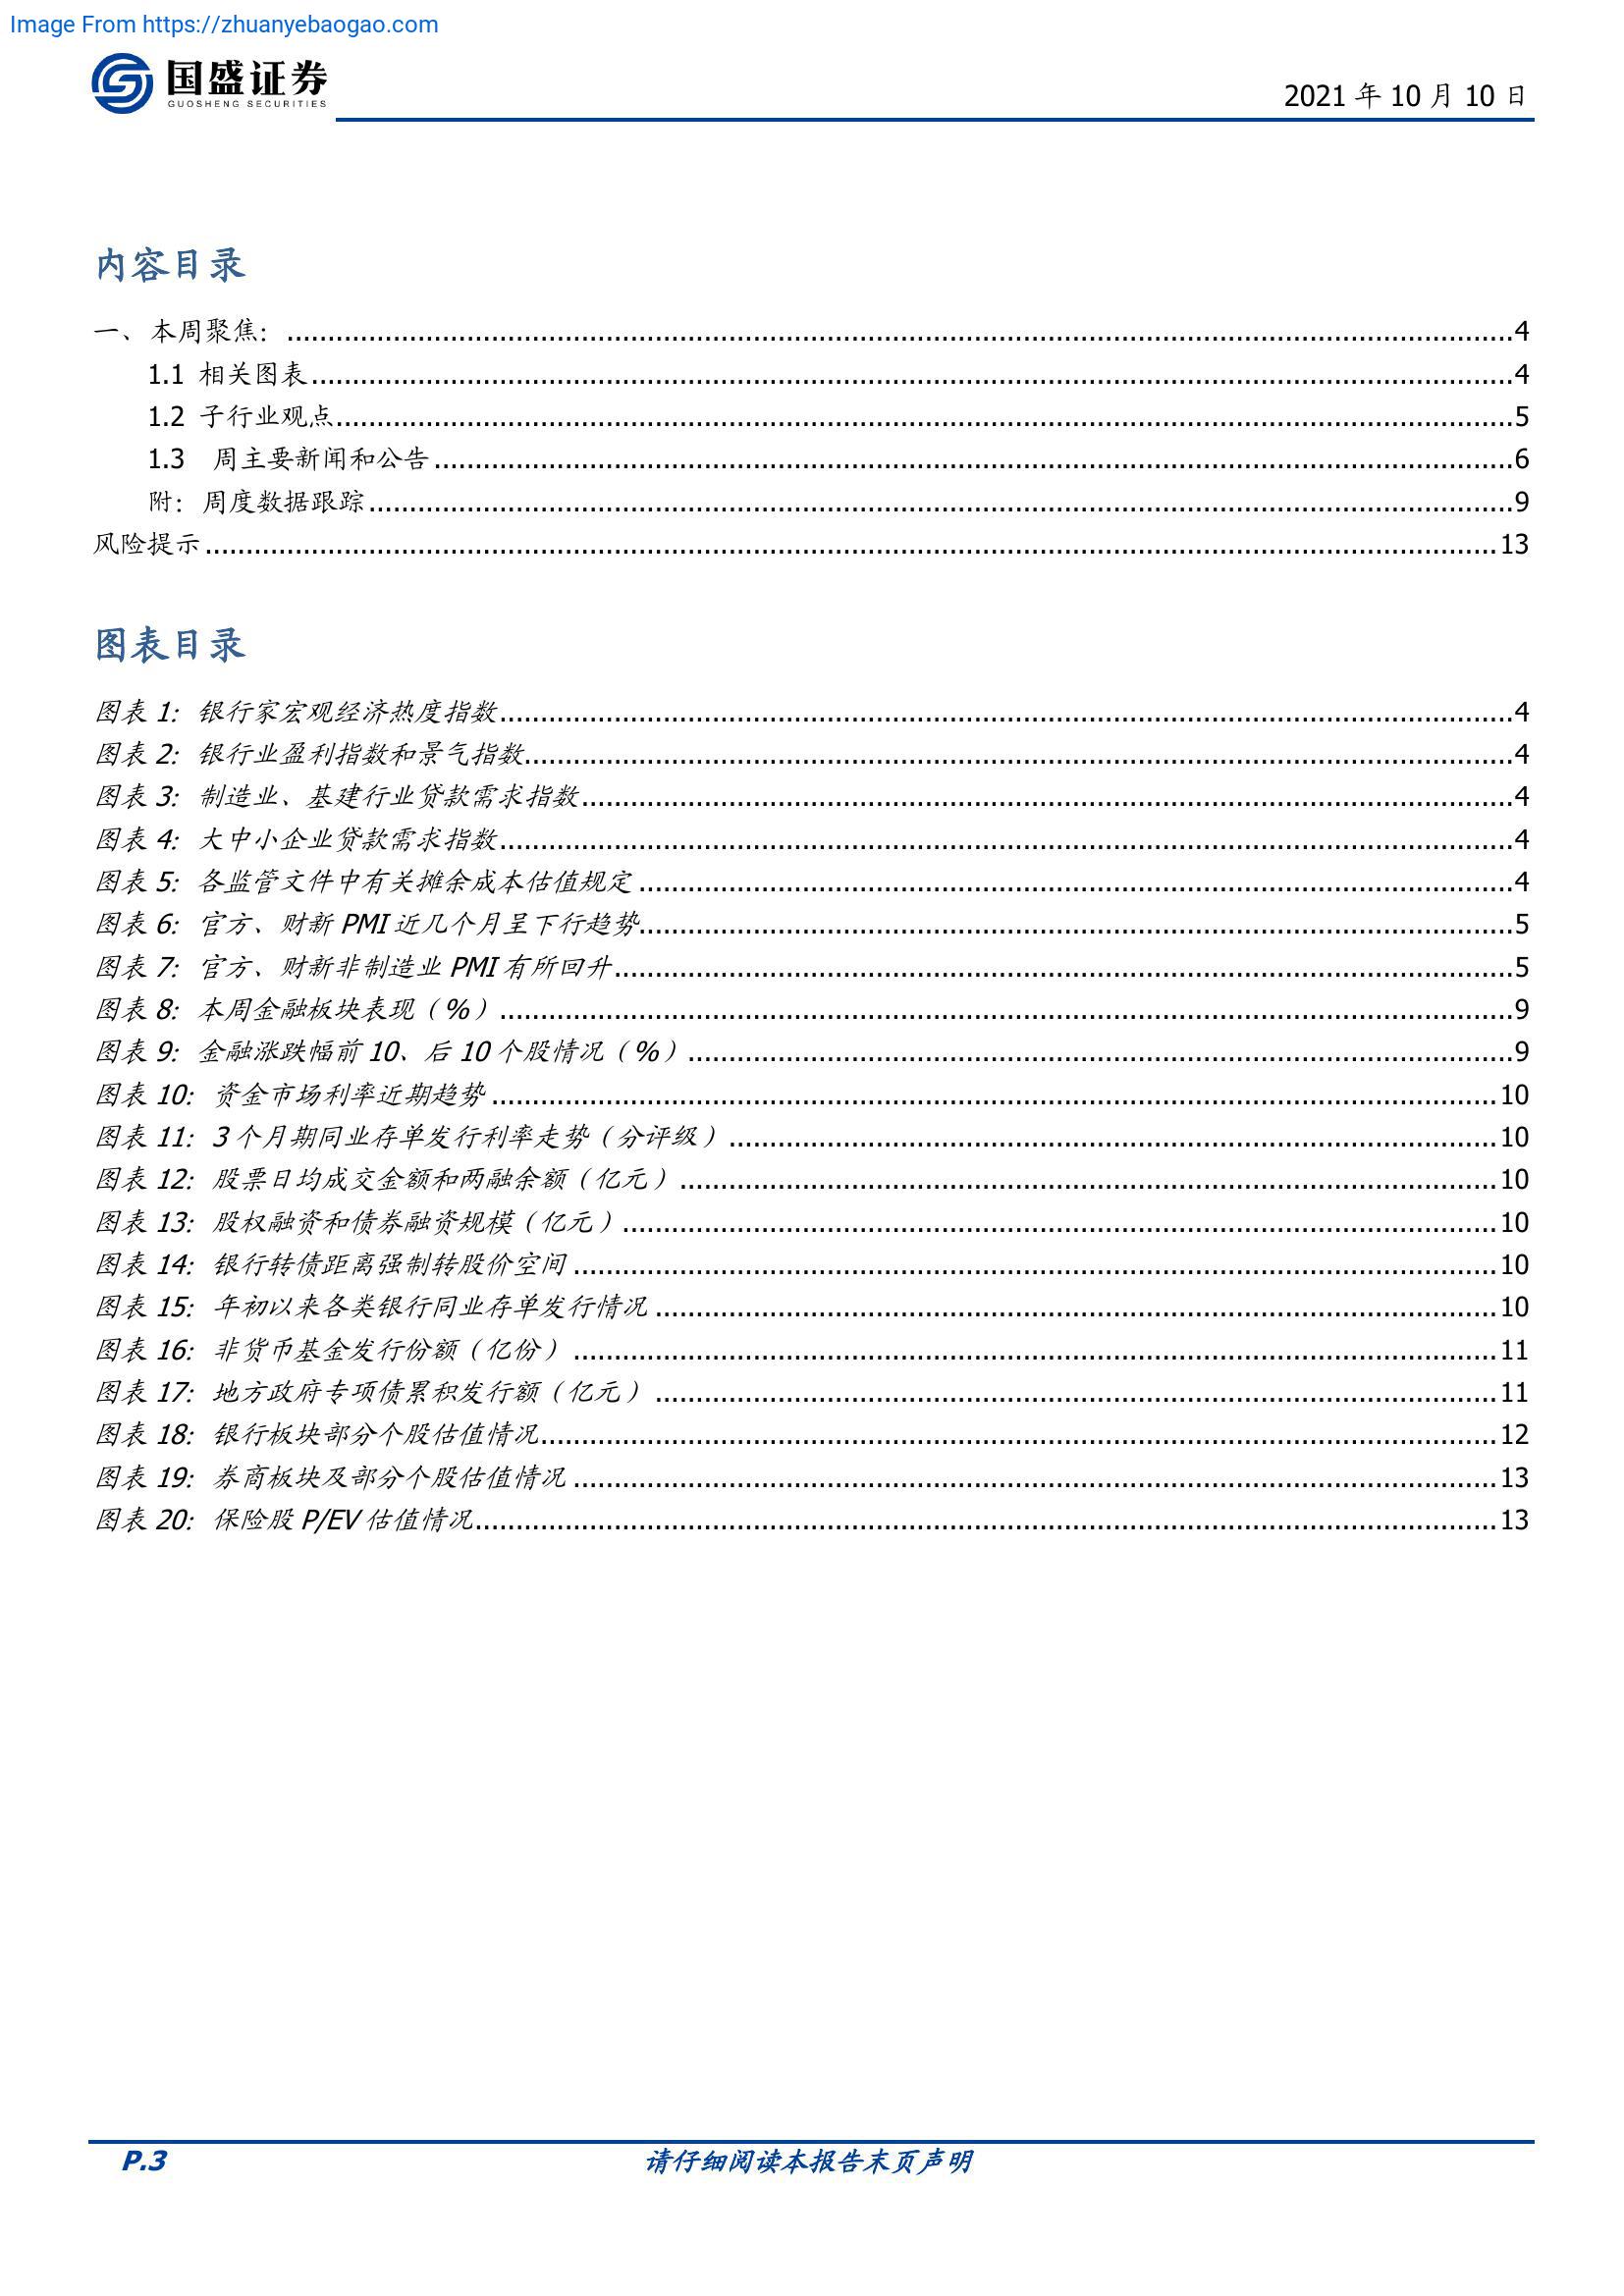 Image From https://zhuanyebaogao.com
国盛证券
GUOSHENG SECURITIES
2021 年 10 月 10 日
内容目录
一、 本周聚焦： ........................................................................ 4
1.1 相关图表 ........................................................................ 4
1.2 子行业观点 ........................................................................ 5
1.3 周主要新闻和公告 ........................................................................ 6
附：周度数据跟踪 ........................................................................ 9
风险提示 ........................................................................ 13
图表目录
图表 1: 银行家宏观经济热度指数 ........................................................................ 4
图表 2: 银行业盈利指数和景气指数 ........................................................................ 4
图表 3: 制造业、基建行业贷款需求指数 ........................................................................ 4
图表 4: 大中小企业贷款需求指数 ........................................................................ 4
图表 5: 各监管文件中有关摊余成本估值规定 ........................................................................ 4
图表 6: 官方、财新 PMI 近几个月呈下行趋势 ........................................................................ 5
图表 7: 官方、财新非制造业 PMI 有所回升 ........................................................................ 5
图表 8: 本周金融板块表现（%） ........................................................................ 9
图表 9: 金融涨跌幅前 10、后 10 个股情况（%） ........................................................................ 9
图表 10: 资金市场利率近期趋势 ........................................................................ 10
图表 11: 3 个月期同业存单发行利率走势（分评级） ........................................................................ 10
图表 12: 股票日均成交金额和两融余额（亿元） ........................................................................ 10
图表 13: 股权融资和债券融资规模（亿元） ........................................................................ 10
图表 14: 银行转债距离强制转股价空间 ........................................................................ 10
图表 15: 年初以来各类银行同业存单发行情况 ........................................................................ 10
图表 16: 非货币基金发行份额（亿份） ........................................................................ 11
图表 17: 地方政府专项债累积发行额（亿元） ........................................................................ 11
图表 18: 银行板块部分个股估值情况 ........................................................................ 12
图表 19: 券商板块及部分个股估值情况 ........................................................................ 13
图表 20: 保险股 P/EV 估值情况 ........................................................................ 13
P.3
请仔细阅读本报告末页声明